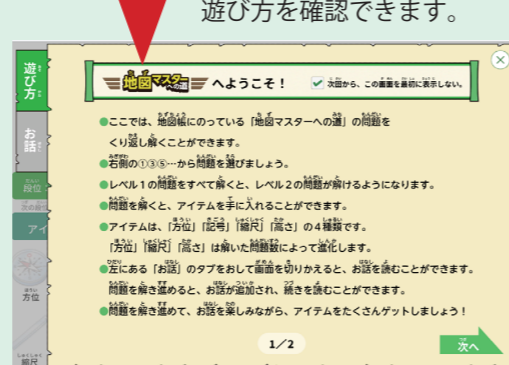 遊び方を確認できます。
遊び方
お話
段位
次の段位
アイ
方位
縮尺
地図マスターへの道 へようこそ！
次回から、この画面を最初に表示しない。
●ここでは、地図帳にのっている「地図マスターへの道」の問題を
くり返し解くことができます。
●右側の①③⑤…から問題を選びましょう。
●レベル1の問題をすべて解くと、レベル2の問題が解けるようになります。
●問題を解くと、アイテムを手に入れることができます。
●アイテムは、「方位」「記号」「縮尺」「高さ」の4種類です。
「方位」「縮尺」「高さ」は解いた問題数によって進化します。
●左にある「お話」のタブをおして画面を切りかえると、お話を読むことができます。
問題を解き進めると、お話が追加され、続きを読むことができます。
●問題を解き進めて、お話を楽しみながら、アイテムをたくさんゲットしましょう！
1／2
次へ